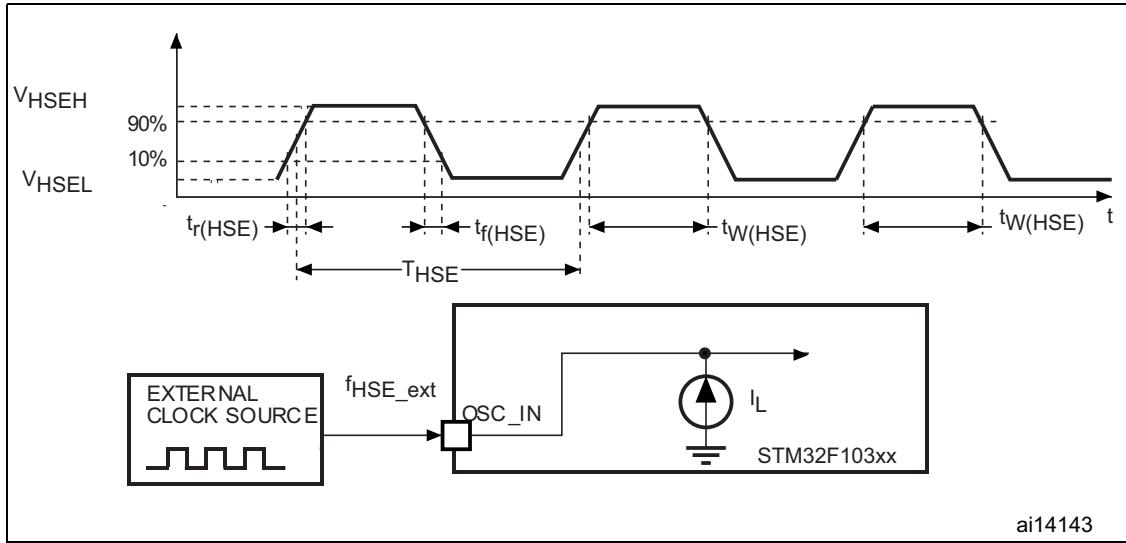 VHSEH
90%
10%
VHSEL
tr(HSE)
tf(HSE)
tW(HSE)
tW(HSE)
t
THSE
EXTERNAL
CLOCK SOURCE
fHSE_ext
OSC_IN
IL
STM32F103xx
ai14143